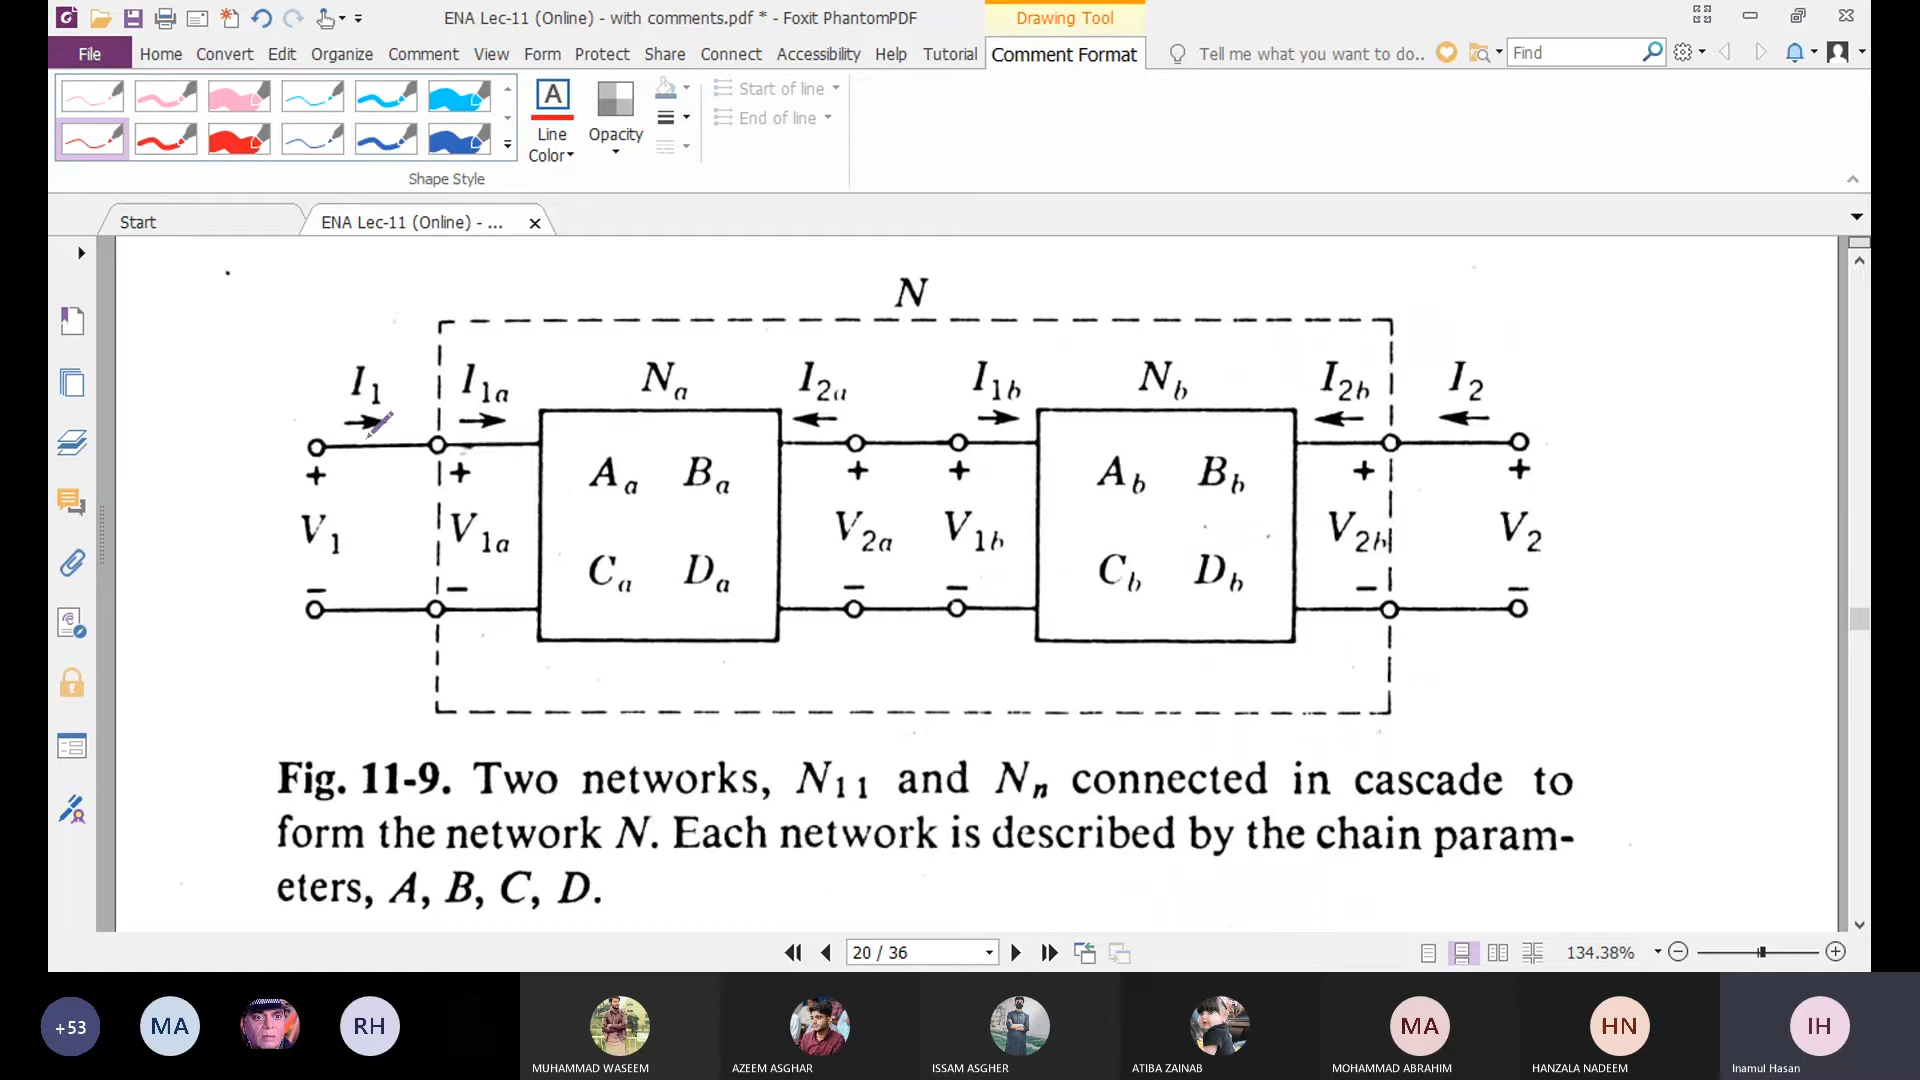 ENA Lec-11 (Online) - with comments.pdf * - Foxit PhantomPDF
Drawing Tool
File Home Convert Edit Organize Comment View Form Protect Share Connect Accessibility Help Tutorial Comment Format Tell me what you want to do.. Find
A
Line Color
Opacity
Start of line
End of line
Shape Style
Start
ENA Lec-11 (Online) - ...
N
I1 I1a Na I2a I1b Nb I2b I2
+ + + + + +
Aa Ba Ab Bb
V1 V1a V2a V1b V2b V2
Ca Da Cb Db
− − − − − −
Fig. 11-9. Two networks, N11 and Nn connected in cascade to
form the network N. Each network is described by the chain param-
eters, A, B, C, D.
20 / 36
134.38%
+53 MA RH MA HN IH
MUHAMMAD WASEEM AZEEM ASGHAR ISSAM ASGHER ATIBA ZAINAB MOHAMMAD ABRAHIM HANZALA NADEEM Inamul Hasan